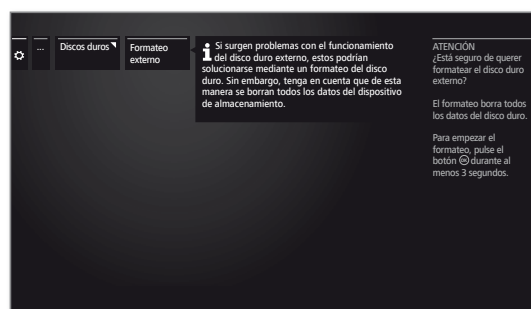 ...
Discos duros
Formateo
externo
i Si surgen problemas con el funcionamiento
del disco duro externo, estos podrían
solucionarse mediante un formateo del disco
duro. Sin embargo, tenga en cuenta que de esta
manera se borran todos los datos del dispositivo
de almacenamiento.
ATENCIÓN
¿Está seguro de querer
formatear el disco duro
externo?
El formateo borra todos
los datos del disco duro.
Para empezar el
formateo, pulse el
botón OK durante al
menos 3 segundos.